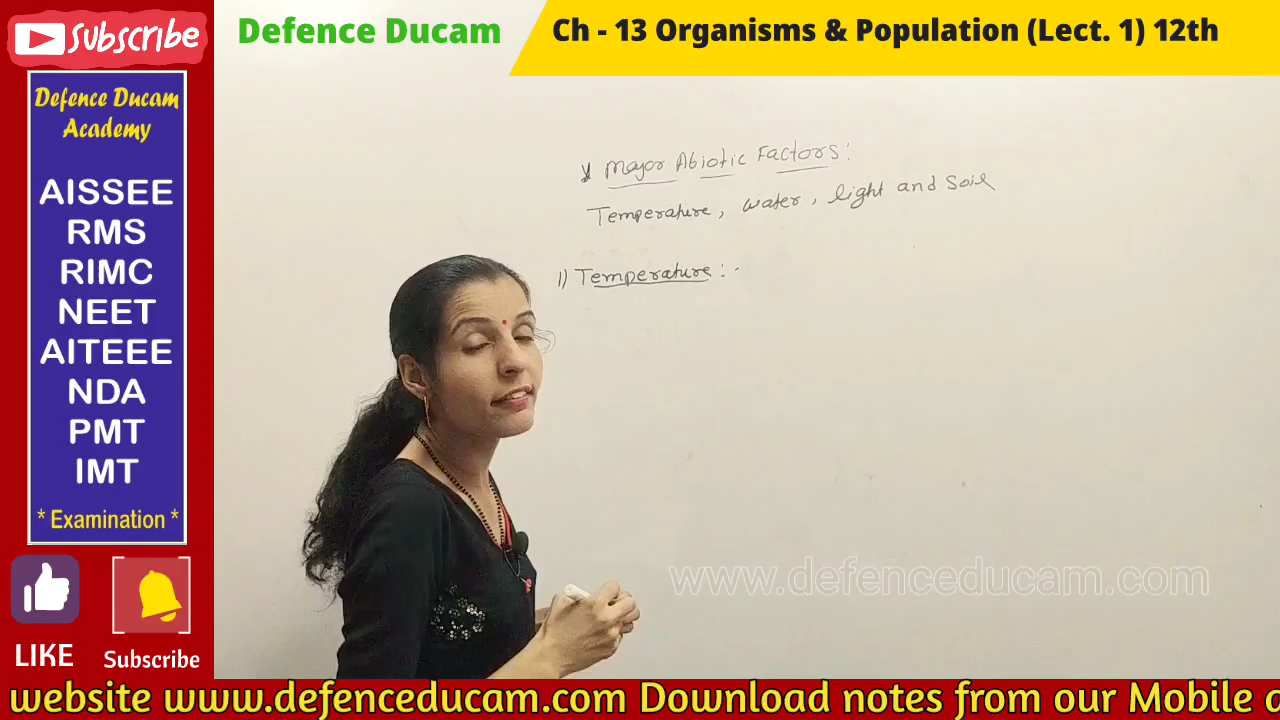 Subscribe
Defence Ducam
Ch - 13 Organisms & Population (Lect. 1) 12th
Defence Ducam
Academy
AISSEE
RMS
RIMC
NEET
AITEEE
NDA
PMT
IMT
* Examination *
LIKE
Subscribe
Major Abiotic Factors:
Temperature, water, light and Soil
1) Temperature :-
www.defenceducam.com
website www.defenceducam.com Download notes from our Mobile a